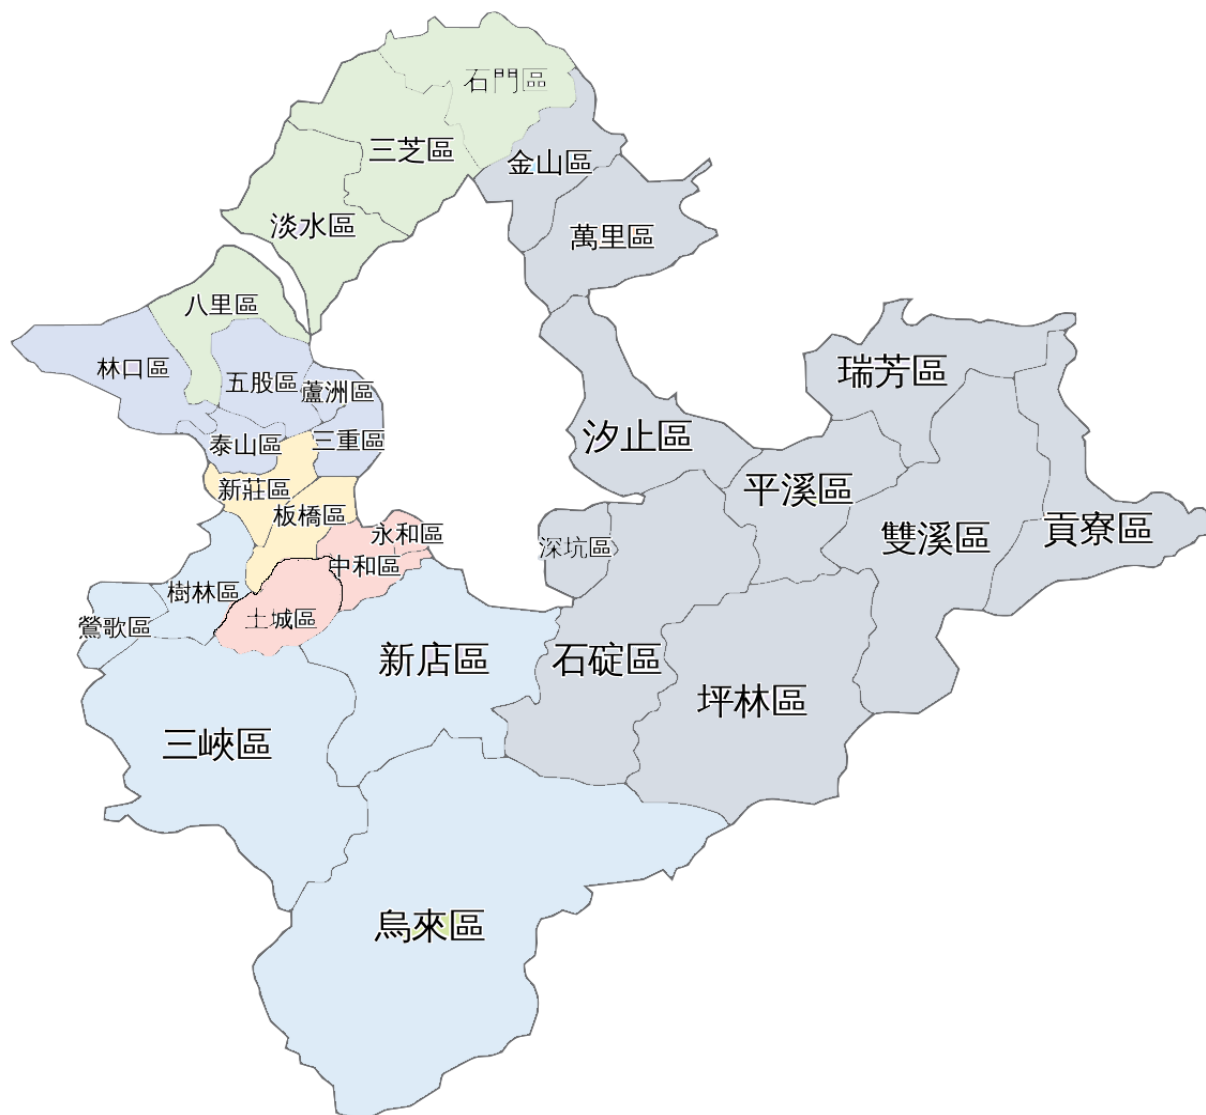 石門區
三芝區
金山區
淡水區
萬里區
八里區
林口區
五股區
蘆洲區
瑞芳區
泰山區
三重區
汐止區
新莊區
平溪區
板橋區
永和區
深坑區
雙溪區
貢寮區
中和區
樹林區
土城區
鶯歌區
新店區
石碇區
坪林區
三峽區
烏來區